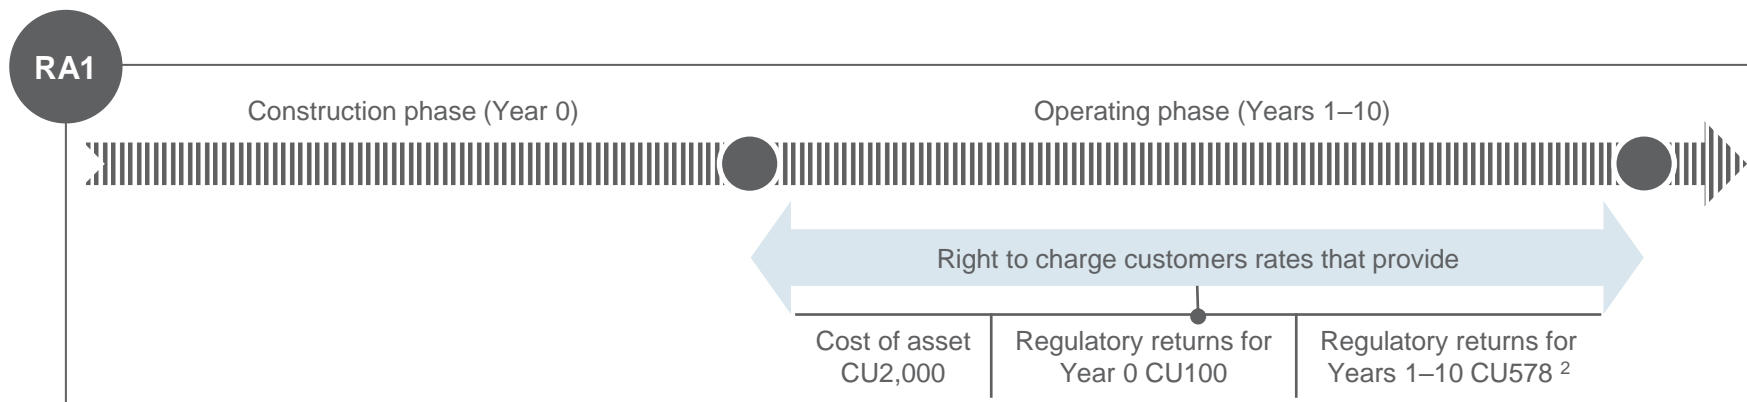 RA1
Construction phase (Year 0)
Operating phase (Years 1–10)
Right to charge customers rates that provide
Cost of asset
CU2,000
Regulatory returns for
Year 0 CU100
Regulatory returns for
Years 1–10 CU578 ²